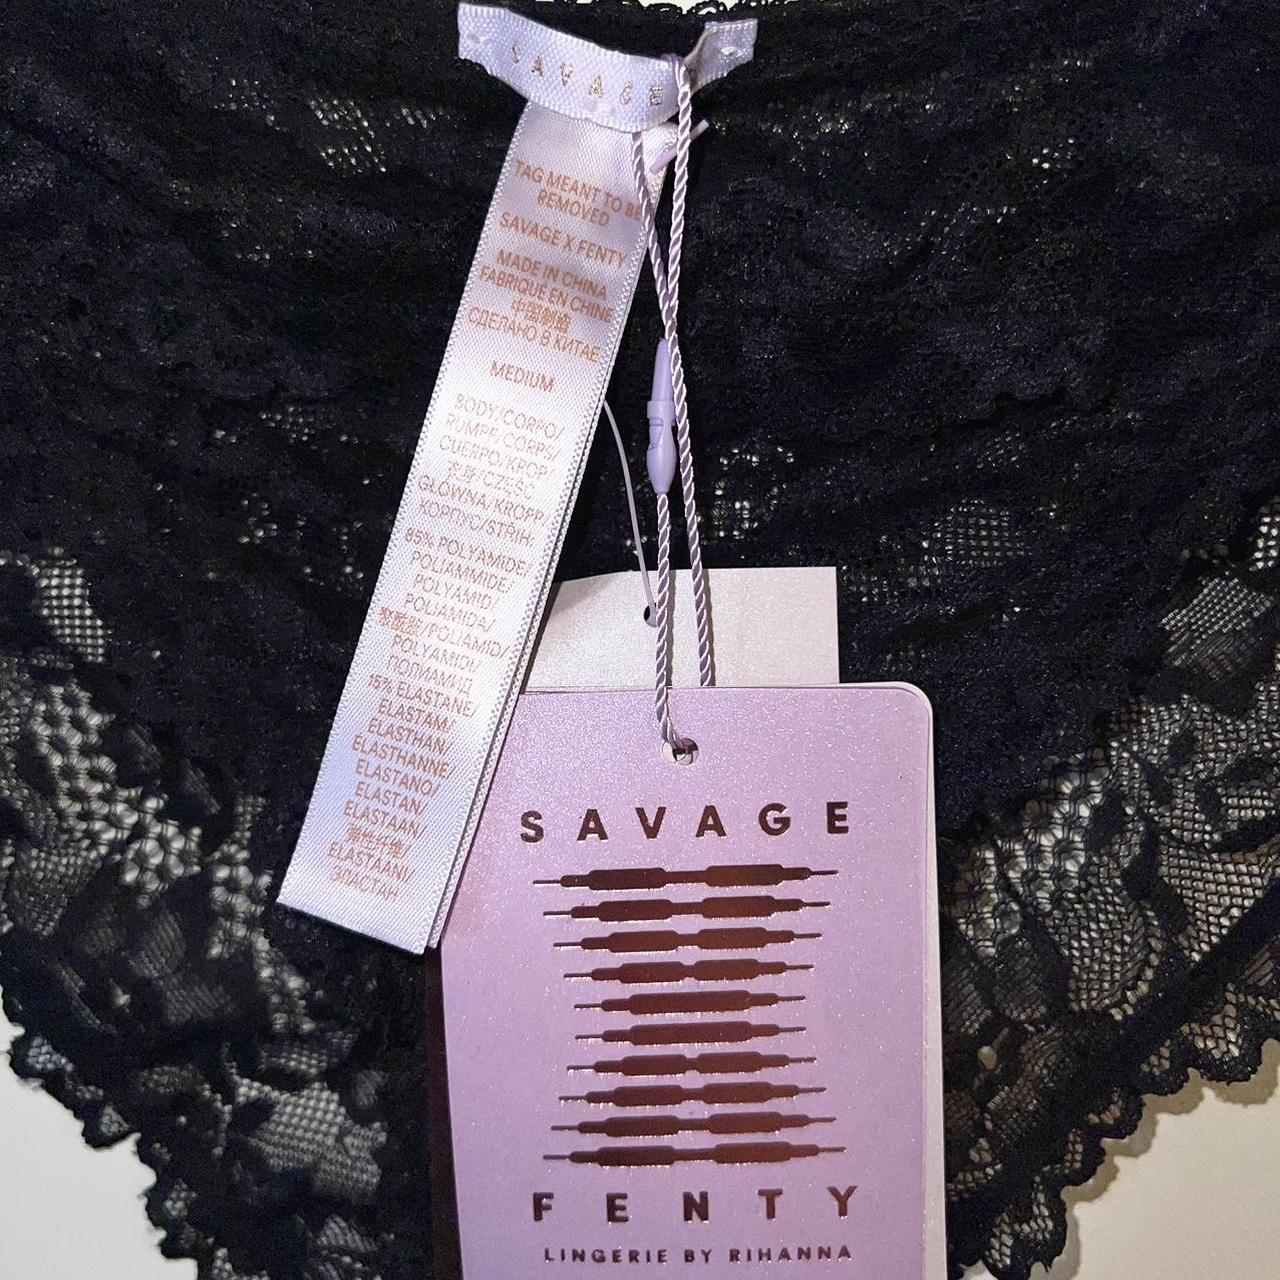 SAVAGE
TAG MEANT TO BE
REMOVED
SAVAGE X FENTY
MADE IN CHINA
FABRIQUÉ EN CHINE
中国制造
СДЕЛАНО В КИТАЕ
MEDIUM
BODY/CORPO/
RUMPF/CORPS/
CUERPO/KROP/
CZĘŚĆ
GŁÓWNA/KROPP/
КОРПУС/STŘIH:
85% POLYAMIDE/
POLIAMMIDE/
POLYAMID/
POLIAMIDA/
/POLIAMID/
POLYAMIDI/
ПОЛИАМИД
15% ELASTANE/
ELASTAM/
ELASTHAN/
ELASTHANNE/
ELASTANO/
ELASTAN/
ELASTAAN/
ELASTAANI/
ЭЛАСТАН
SAVAGE
FENTY
LINGERIE BY RIHANNA